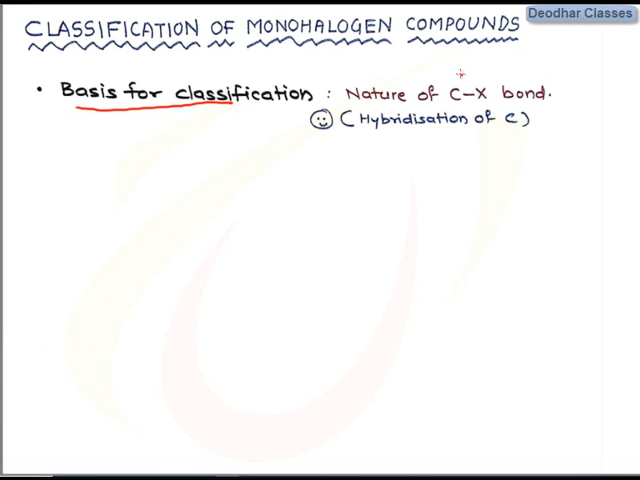 Deodhar Classes
CLASSIFICATION OF MONOHALOGEN COMPOUNDS
• Basis for classification : Nature of C-X bond.
(Hybridisation of C)